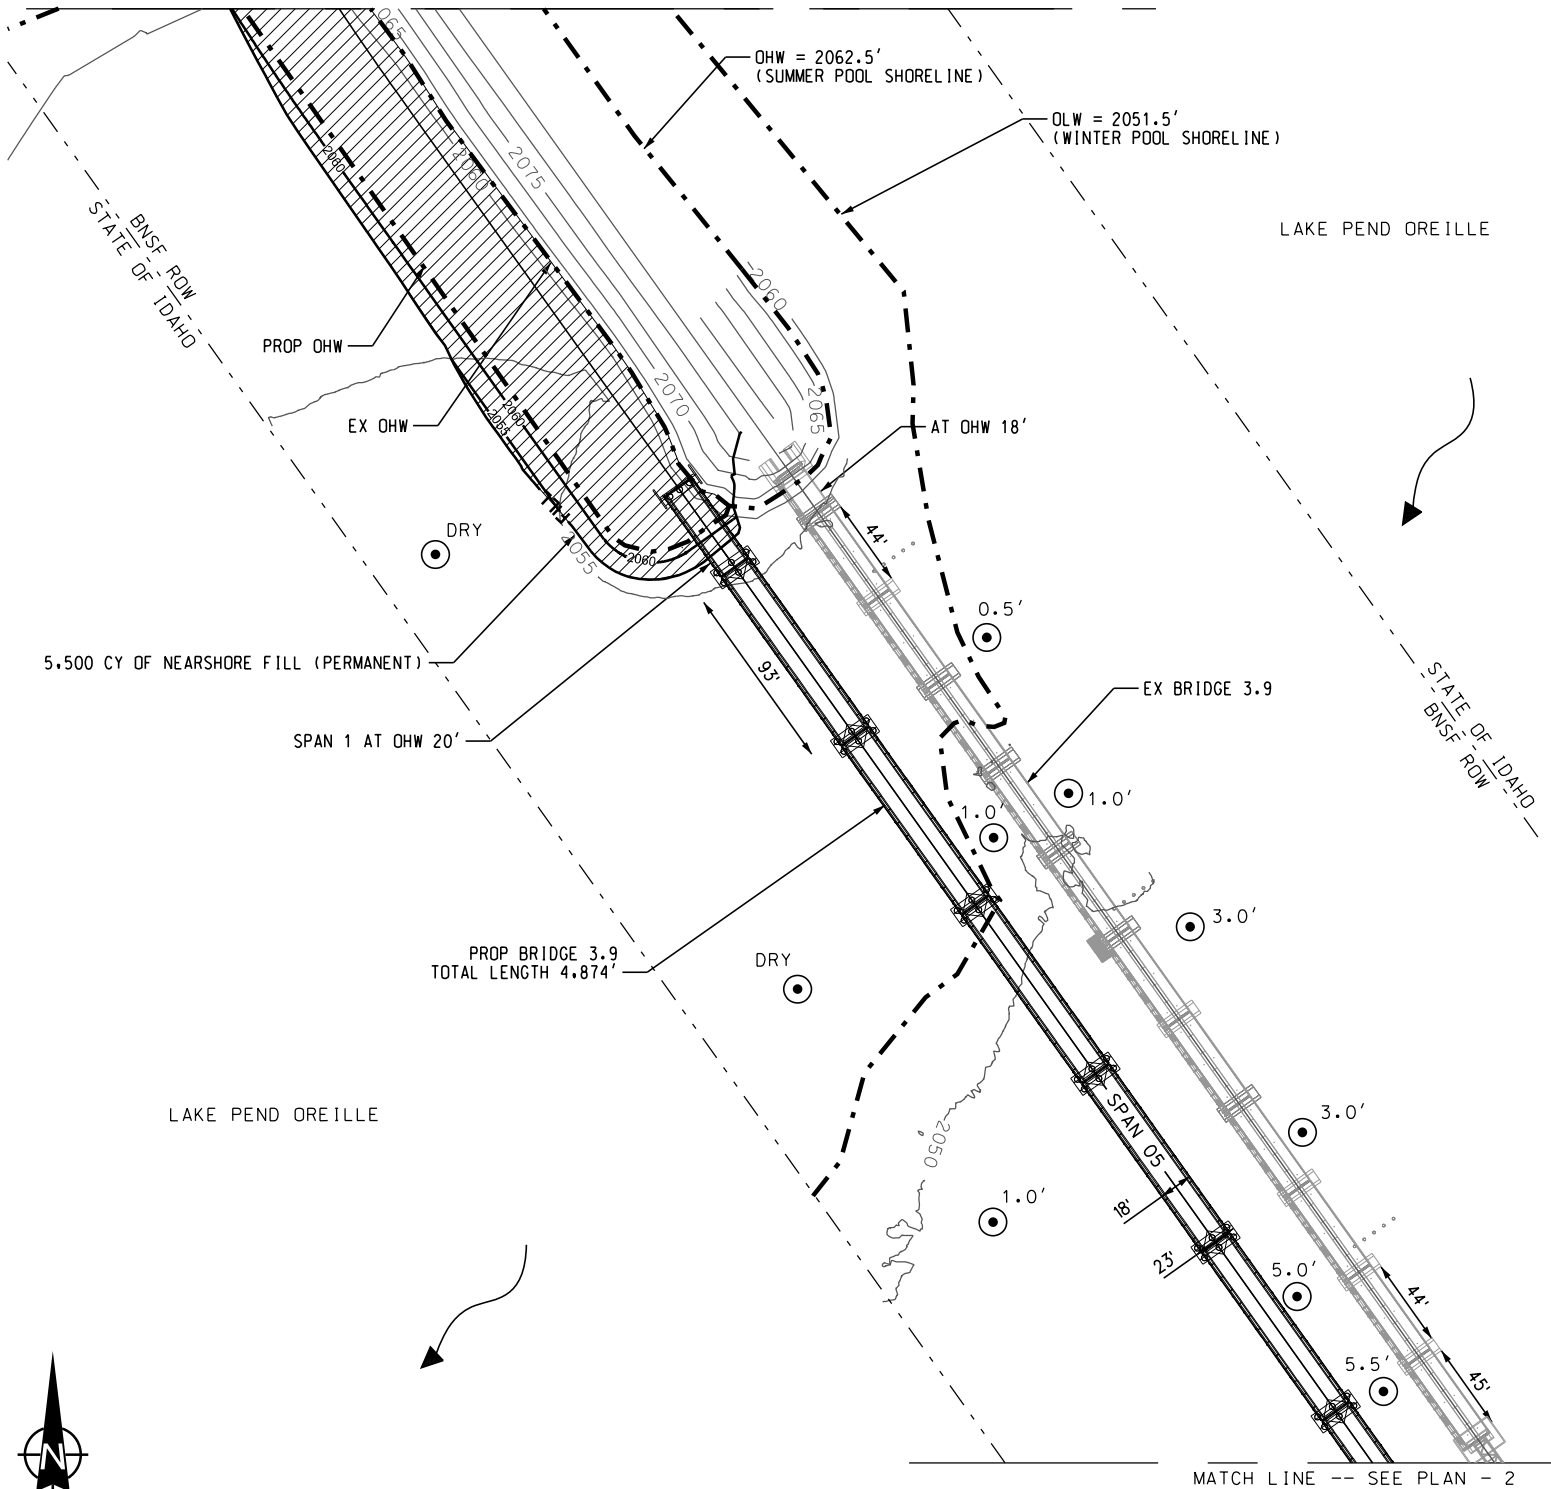 2065
OHW = 2062.5'
(SUMMER POOL SHORELINE)
OLW = 2051.5'
(WINTER POOL SHORELINE)
2060
2060
2075
BNSF ROW
STATE OF IDAHO
LAKE PEND OREILLE
2060
PROP OHW
2070
2065
2060
2065
EX OHW
AT OHW 18'
44'
FILL
DRY
2055
2060
0.5'
5,500 CY OF NEARSHORE FILL (PERMANENT)
93'
EX BRIDGE 3.9
STATE OF IDAHO
BNSF ROW
SPAN 1 AT OHW 20'
1.0'
1.0'
3.0'
PROP BRIDGE 3.9
TOTAL LENGTH 4,874'
DRY
LAKE PEND OREILLE
2050
SPAN 05
3.0'
1.0'
18'
23'
5.0'
44'
5.5'
45'
N
MATCH LINE -- SEE PLAN - 2